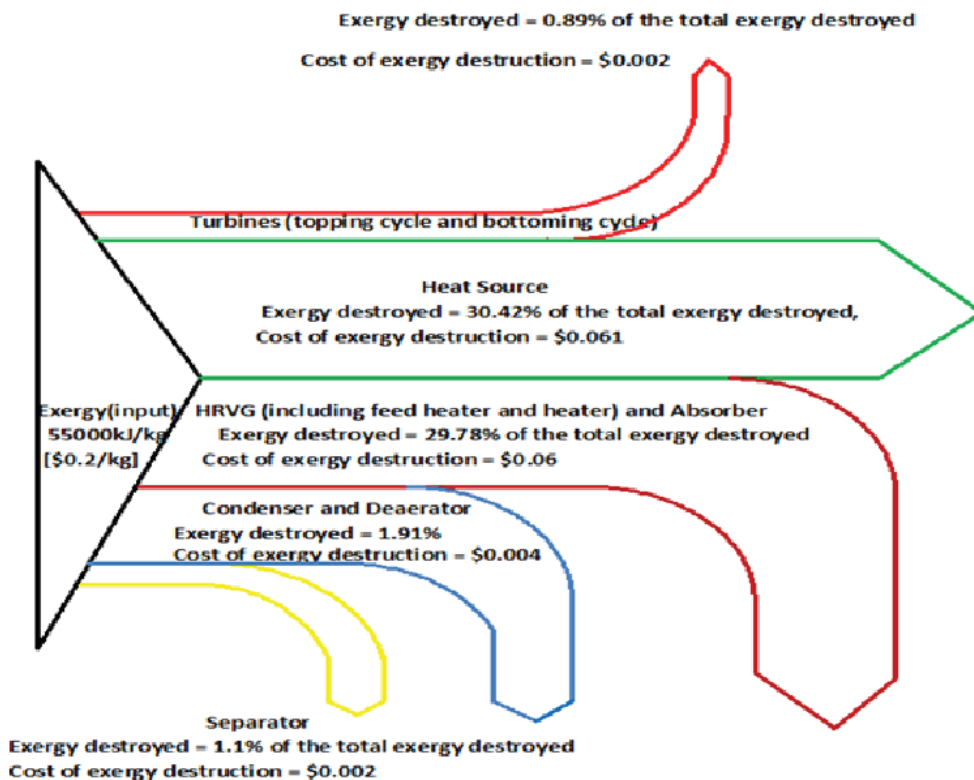 Exergy destroyed = 0.89% of the total exergy destroyed
Cost of exergy destruction = $0.002
Turbines (topping cycle and bottoming cycle)
Heat Source
Exergy destroyed = 30.42% of the total exergy destroyed,
Cost of exergy destruction = $0.061
Exergy(input)
55000kJ/kg
[$0.2/kg]
HRVG (including feed heater and heater) and Absorber
Exergy destroyed = 29.78% of the total exergy destroyed
Cost of exergy destruction = $0.06
Condenser and Deaerator
Exergy destroyed = 1.91%
Cost of exergy destruction = $0.004
Separator
Exergy destroyed = 1.1% of the total exergy destroyed
Cost of exergy destruction = $0.002